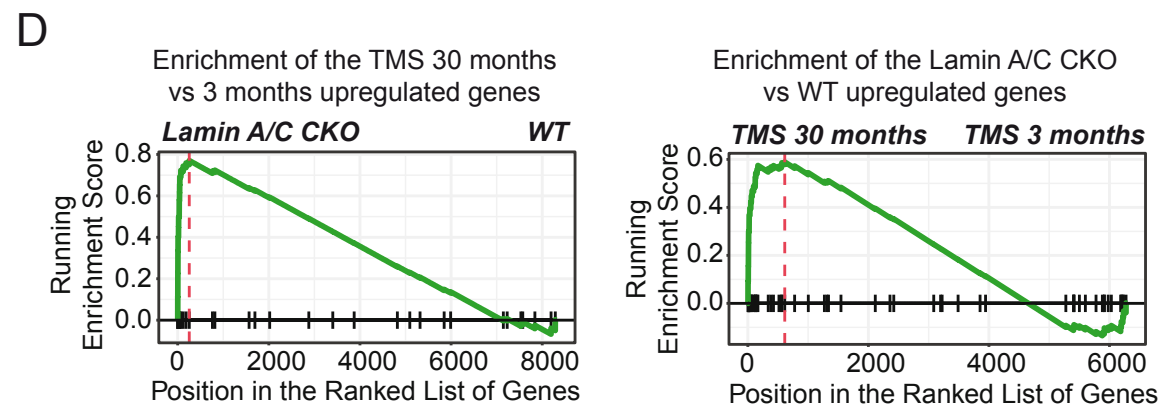 D
Enrichment of the TMS 30 months
vs 3 months upregulated genes
Lamin A/C CKO WT
Running
Enrichment Score
0.8
0.6
0.4
0.2
0.0
0 2000 4000 6000 8000
Position in the Ranked List of Genes
Enrichment of the Lamin A/C CKO
vs WT upregulated genes
TMS 30 months TMS 3 months
Running
Enrichment Score
0.6
0.4
0.2
0.0
0 2000 4000 6000
Position in the Ranked List of Genes